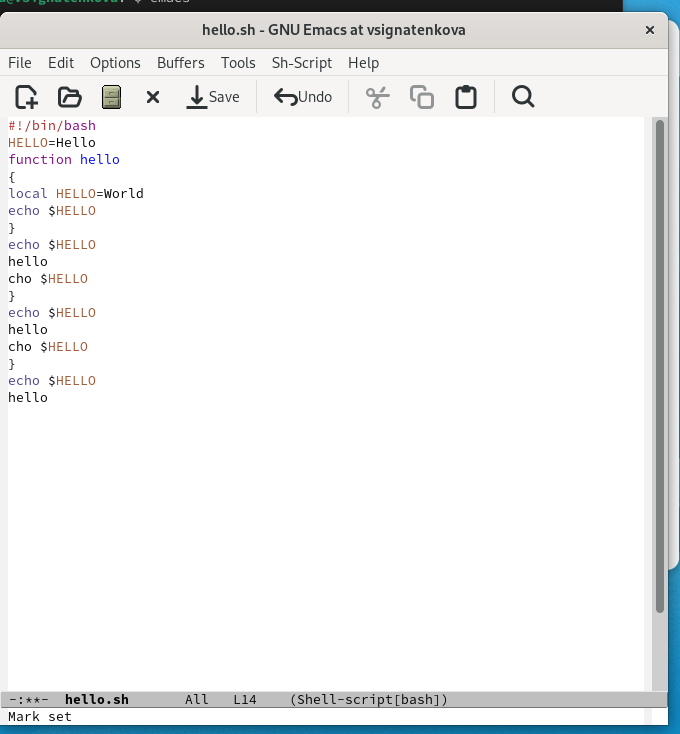 hello.sh - GNU Emacs at vsignatenkova
File Edit Options Buffers Tools Sh-Script Help
Save Undo
#!/bin/bash
HELLO=Hello
function hello
{
local HELLO=World
echo $HELLO
}
echo $HELLO
hello
cho $HELLO
}
echo $HELLO
hello
cho $HELLO
}
echo $HELLO
hello
-:**- hello.sh All L14 (Shell-script[bash])
Mark set